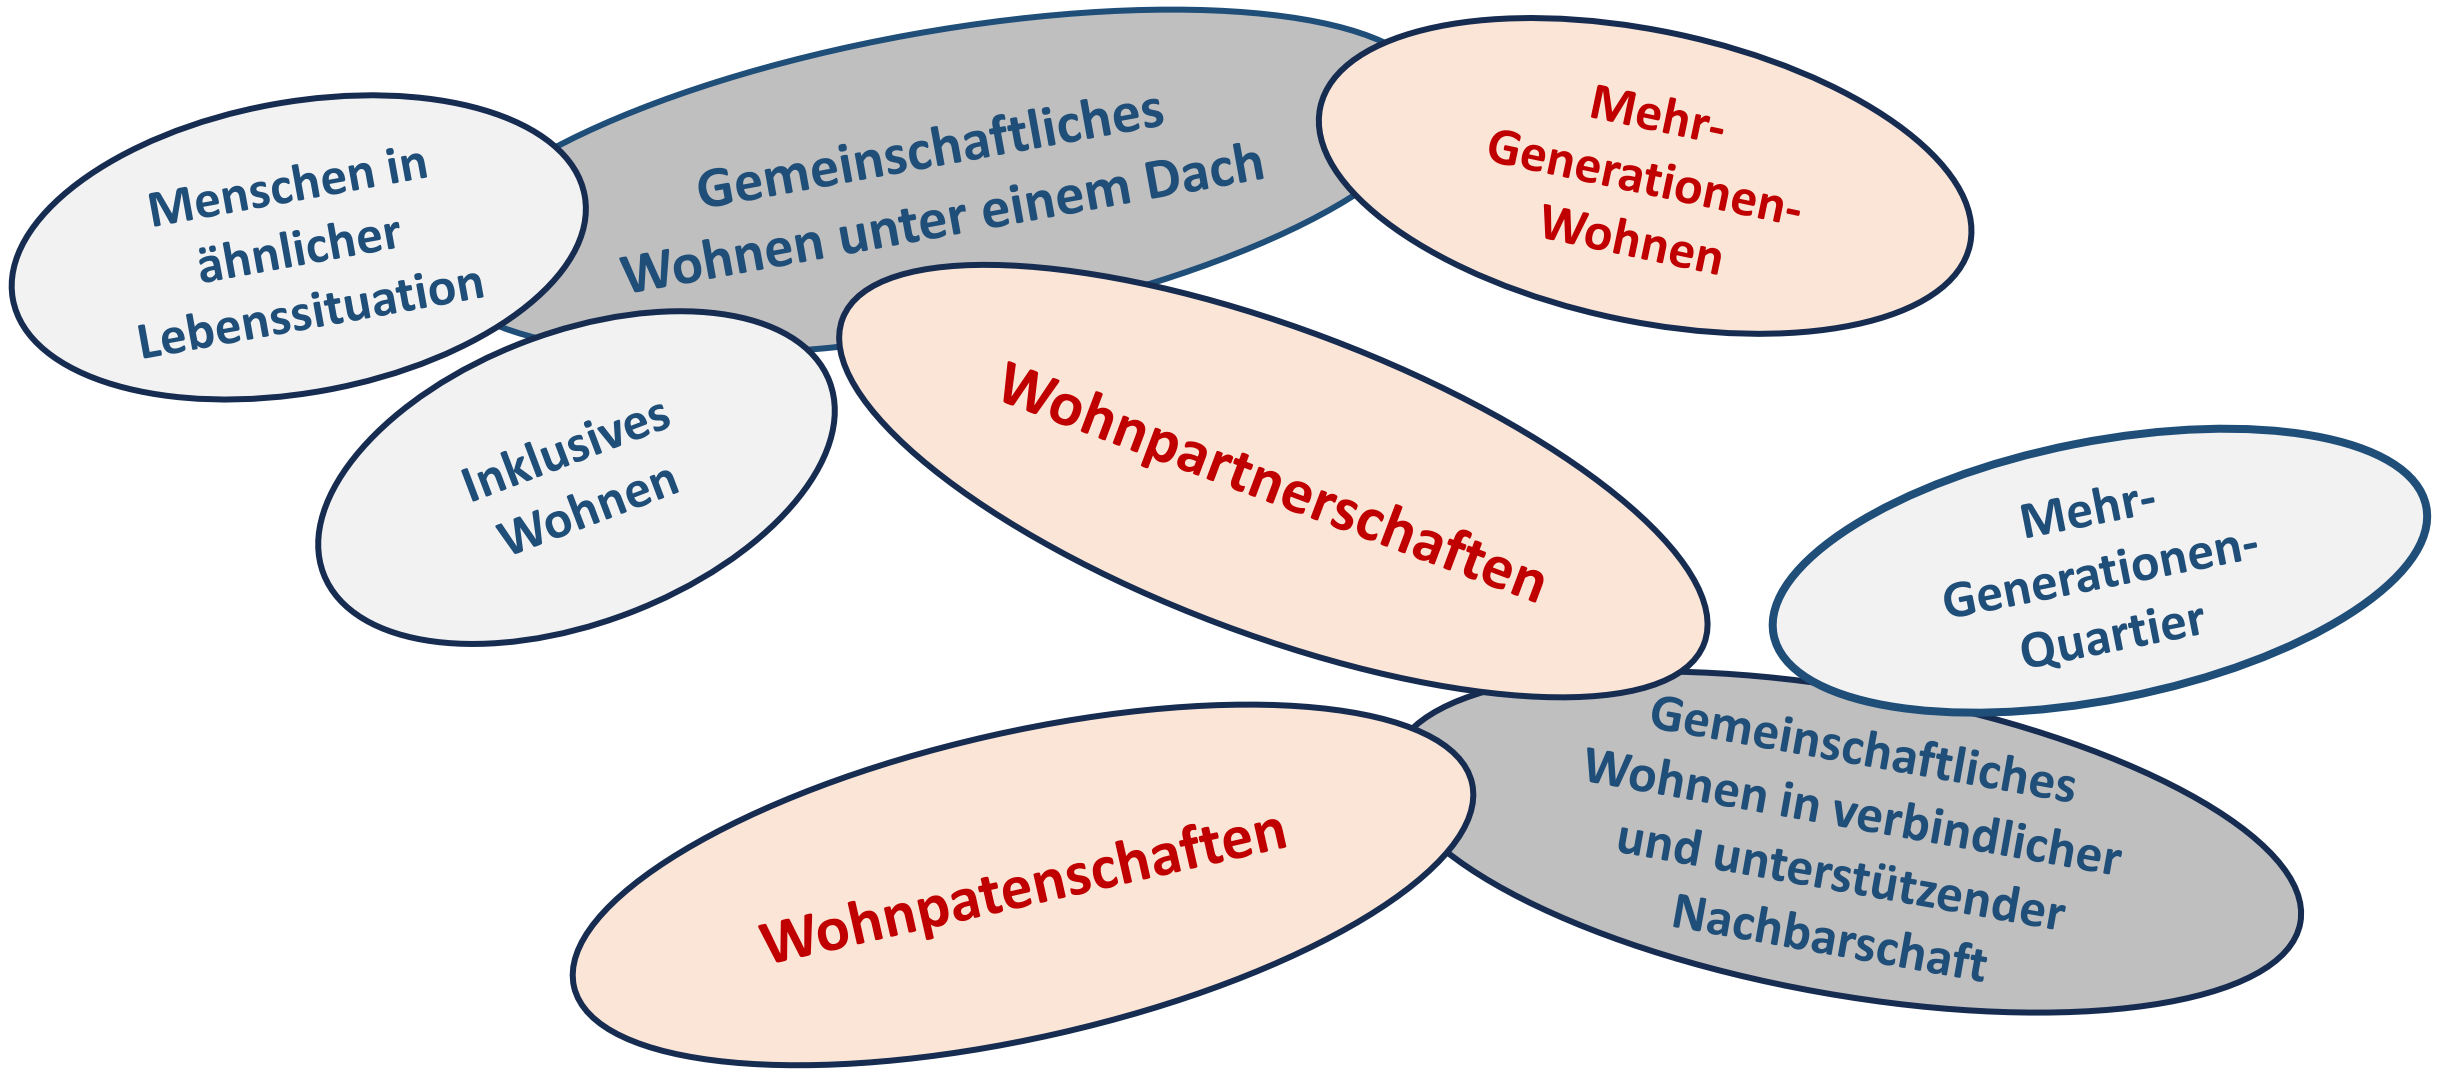 Gemeinschaftliches
Wohnen unter einem Dach
Mehr-
Generationen-
Wohnen
Menschen in
ähnlicher
Lebenssituation
Inklusives
Wohnen
Wohnpartnerschaften
Mehr-
Generationen-
Quartier
Gemeinschaftliches
Wohnen in verbindlicher
und unterstützender
Nachbarschaft
Wohnpatenschaften